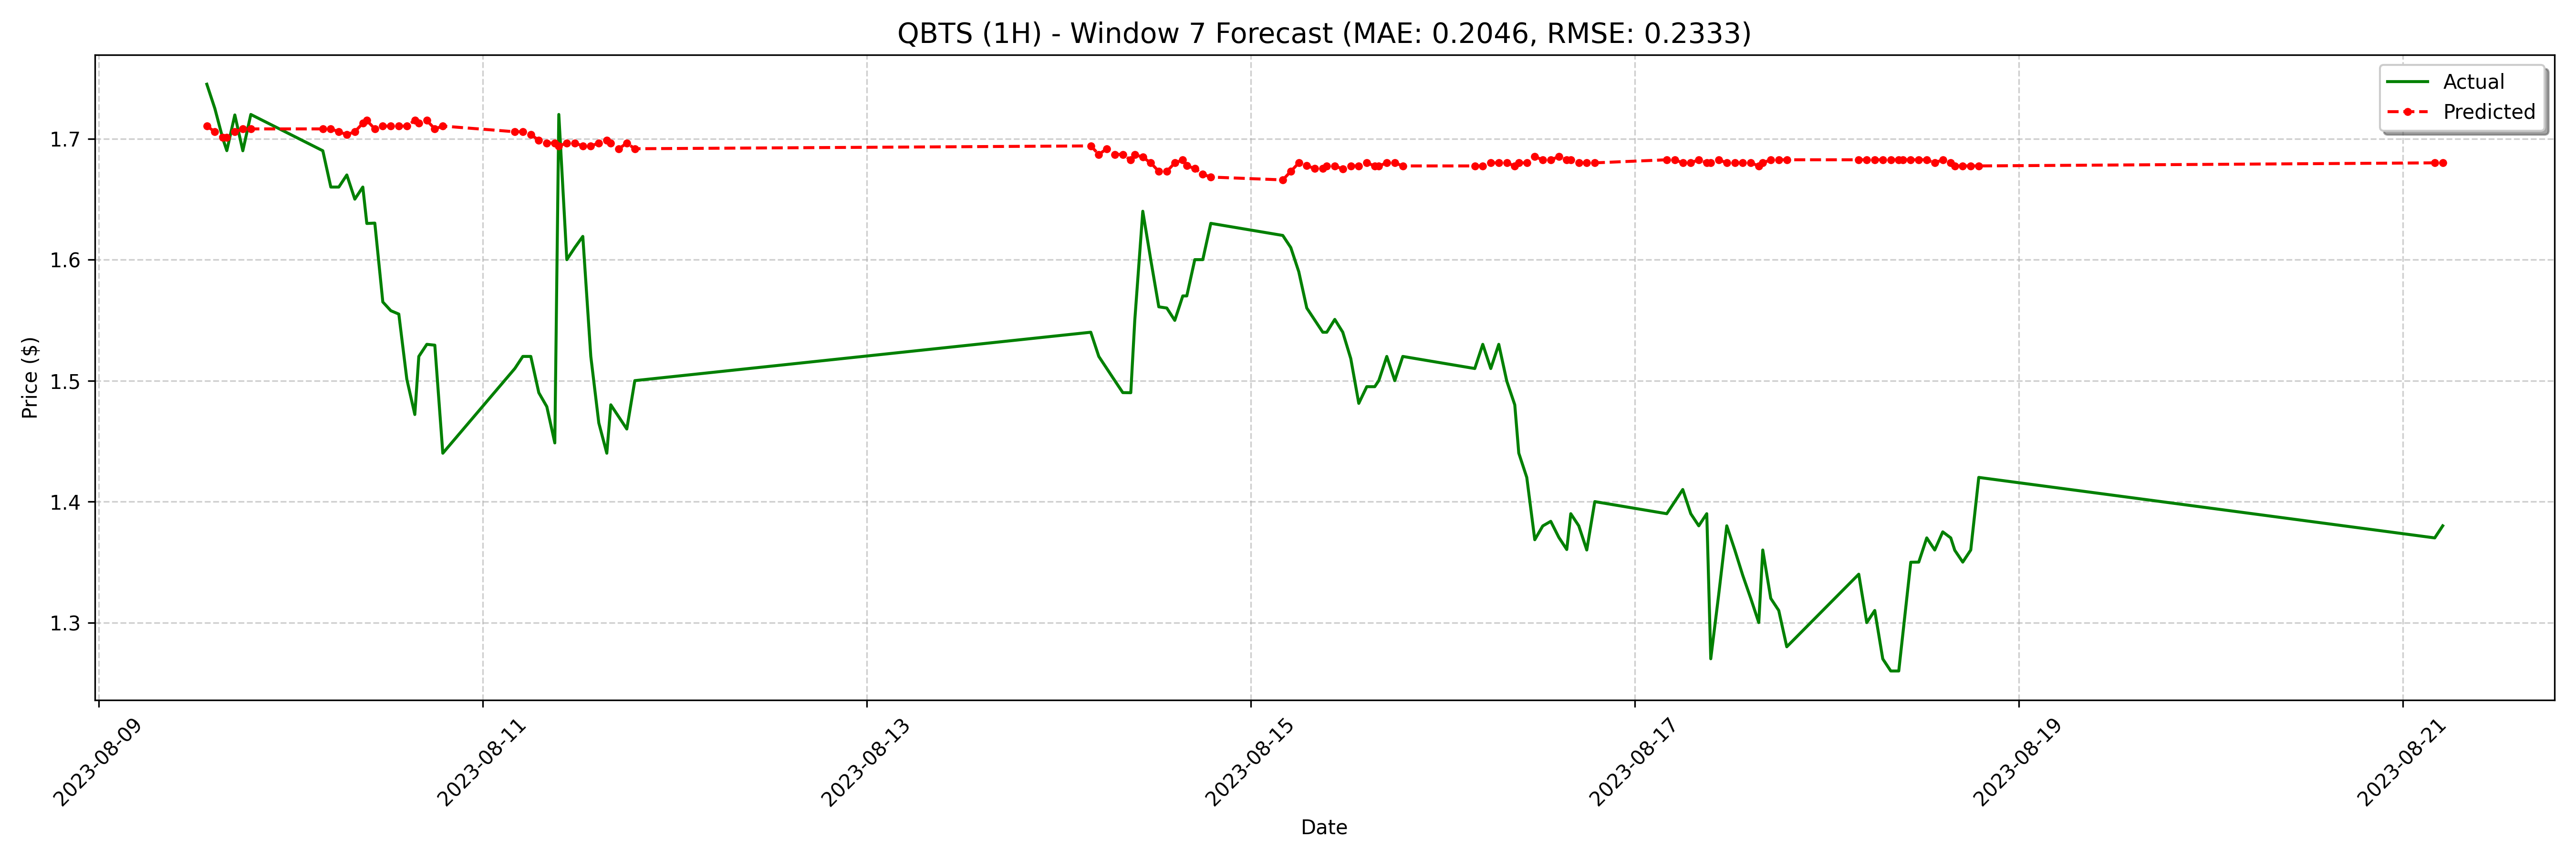 QBTS (1H) - Window 7 Forecast (MAE: 0.2046, RMSE: 0.2333)
Actual
Predicted
Price ($)
1.7
1.6
1.5
1.4
1.3
2023-08-09
2023-08-11
2023-08-13
2023-08-15
2023-08-17
2023-08-19
2023-08-21
Date